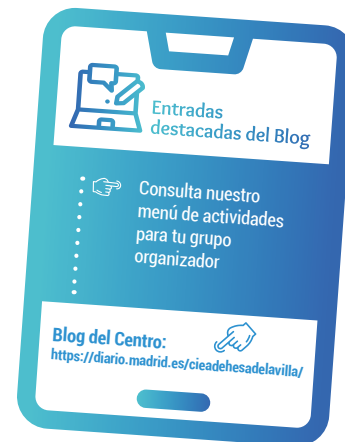 Entradas
destacadas del Blog
Consulta nuestro
menú de actividades
para tu grupo
organizador
Blog del Centro:
https://diario.madrid.es/cieadehesadelavilla/